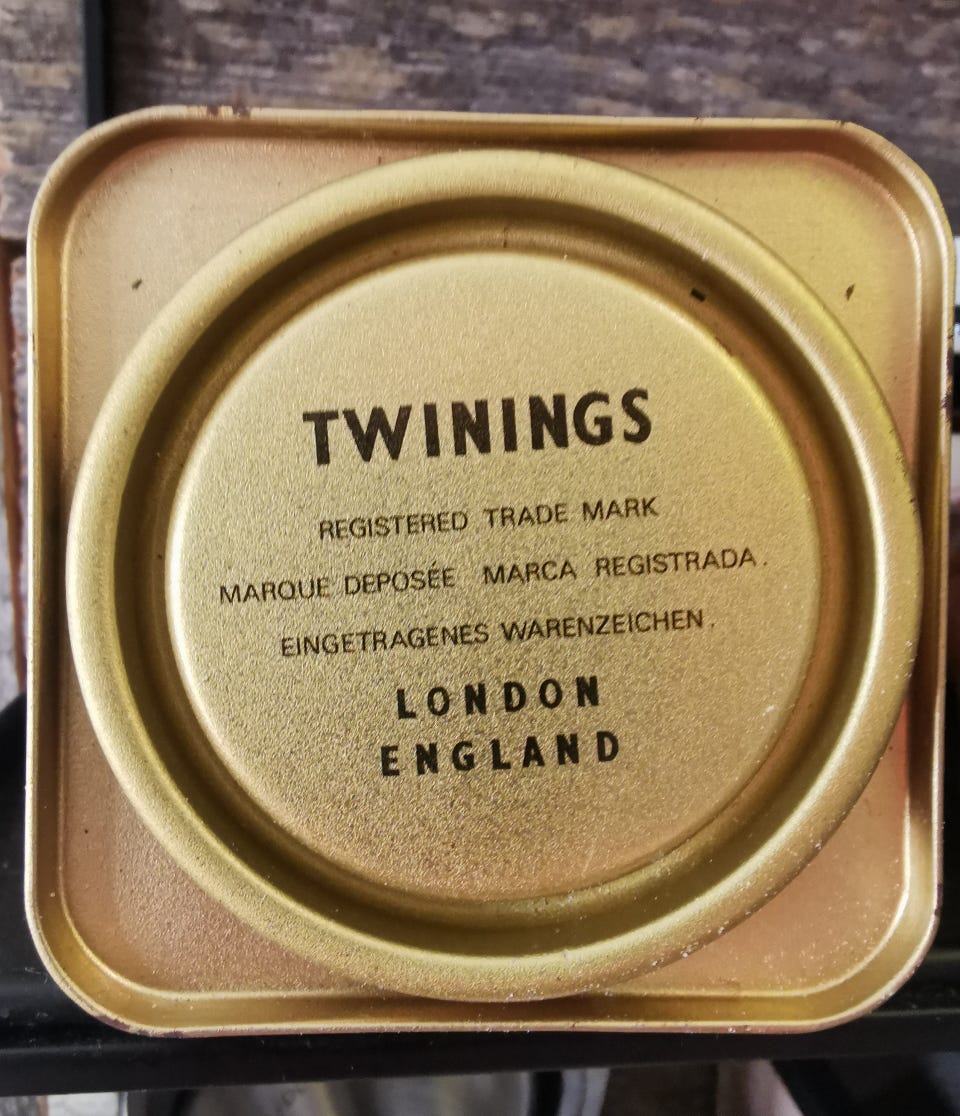 TWININGS
REGISTERED TRADE MARK
MARQUE DEPOSÉE MARCA REGISTRADA.
EINGETRAGENES WARENZEICHEN.
LONDON
ENGLAND